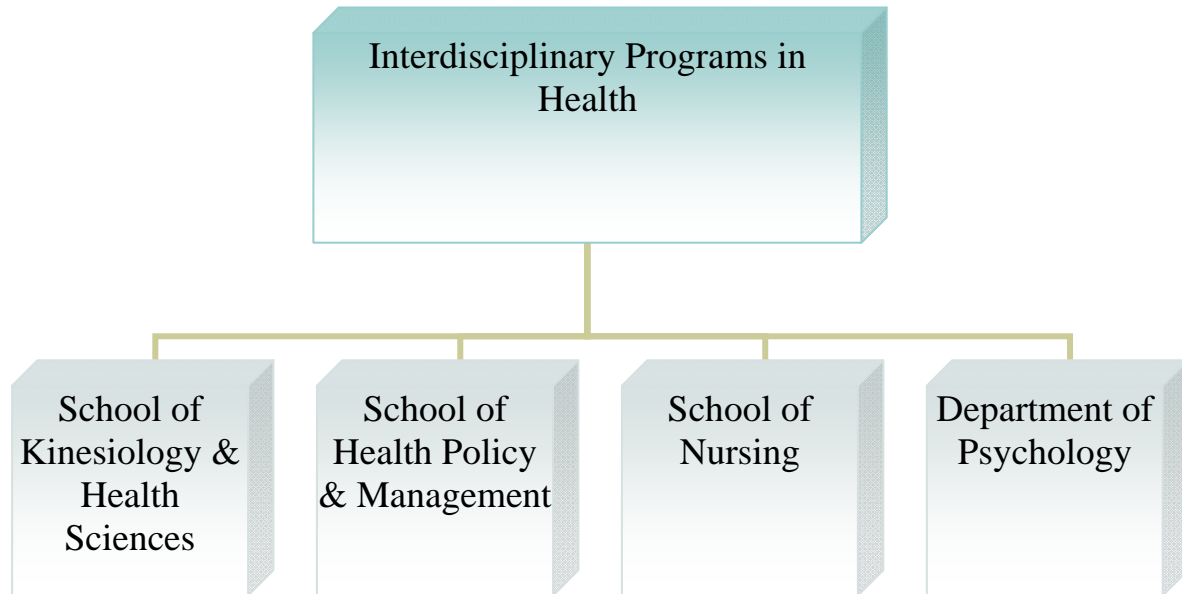 Interdisciplinary Programs in
Health
School of
Kinesiology &
Health
Sciences
School of
Health Policy
& Management
School of
Nursing
Department of
Psychology